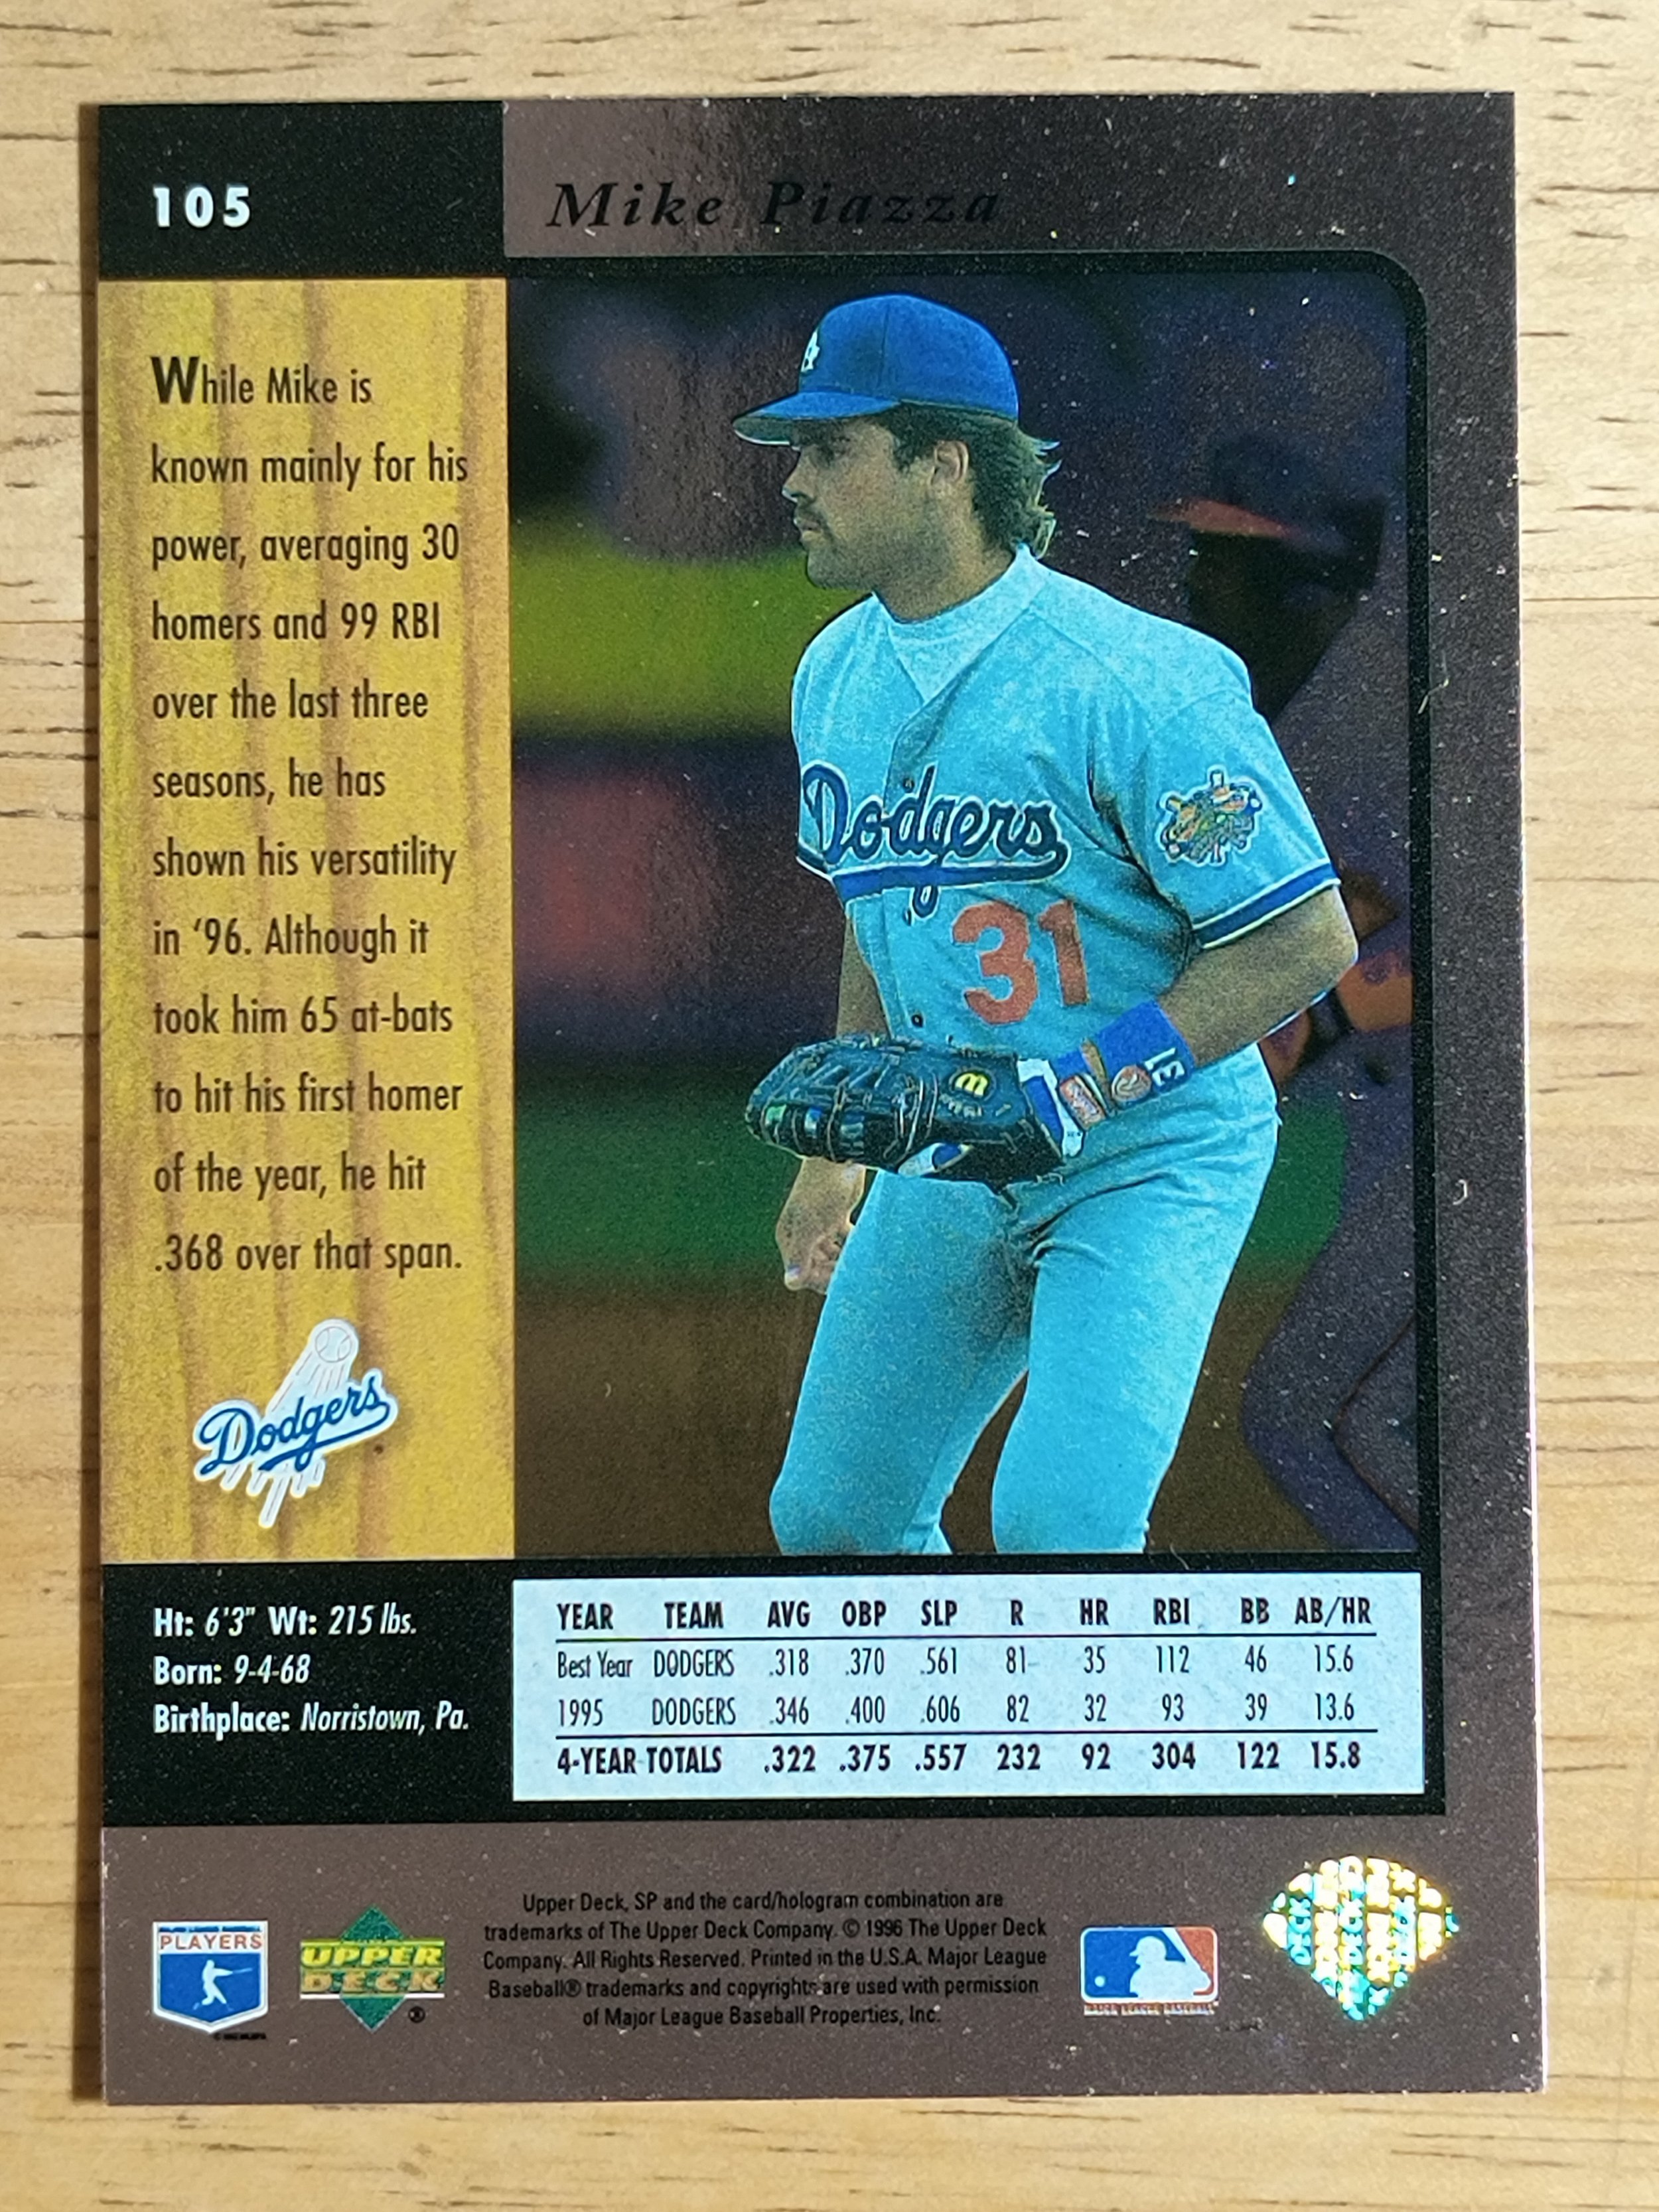 105
Mike Piazza
While Mike is
known mainly for his
power, averaging 30
homers and 99 RBI
over the last three
seasons, he has
shown his versatility
in ‘96. Although it
took him 65 at-bats
to hit his first homer
of the year, he hit
.368 over that span.
Dodgers
Dodgers
31
31
Ht: 6'3" Wt: 215 lbs.
Born: 9-4-68
Birthplace: Norristown, Pa.
YEAR TEAM AVG OBP SLP R HR RBI BB AB/HR
Best Year DODGERS .318 .370 .561 81 35 112 46 15.6
1995 DODGERS .346 .400 .606 82 32 93 39 13.6
4-YEAR TOTALS .322 .375 .557 232 92 304 122 15.8
MAJOR LEAGUE BASEBALL
PLAYERS
UPPER
DECK
®
Upper Deck, SP and the card/hologram combination are
trademarks of The Upper Deck Company. © 1996 The Upper Deck
Company. All Rights Reserved. Printed in the U.S.A. Major League
Baseball® trademarks and copyrights are used with permission
of Major League Baseball Properties, Inc.
MAJOR LEAGUE BASEBALL
DECK